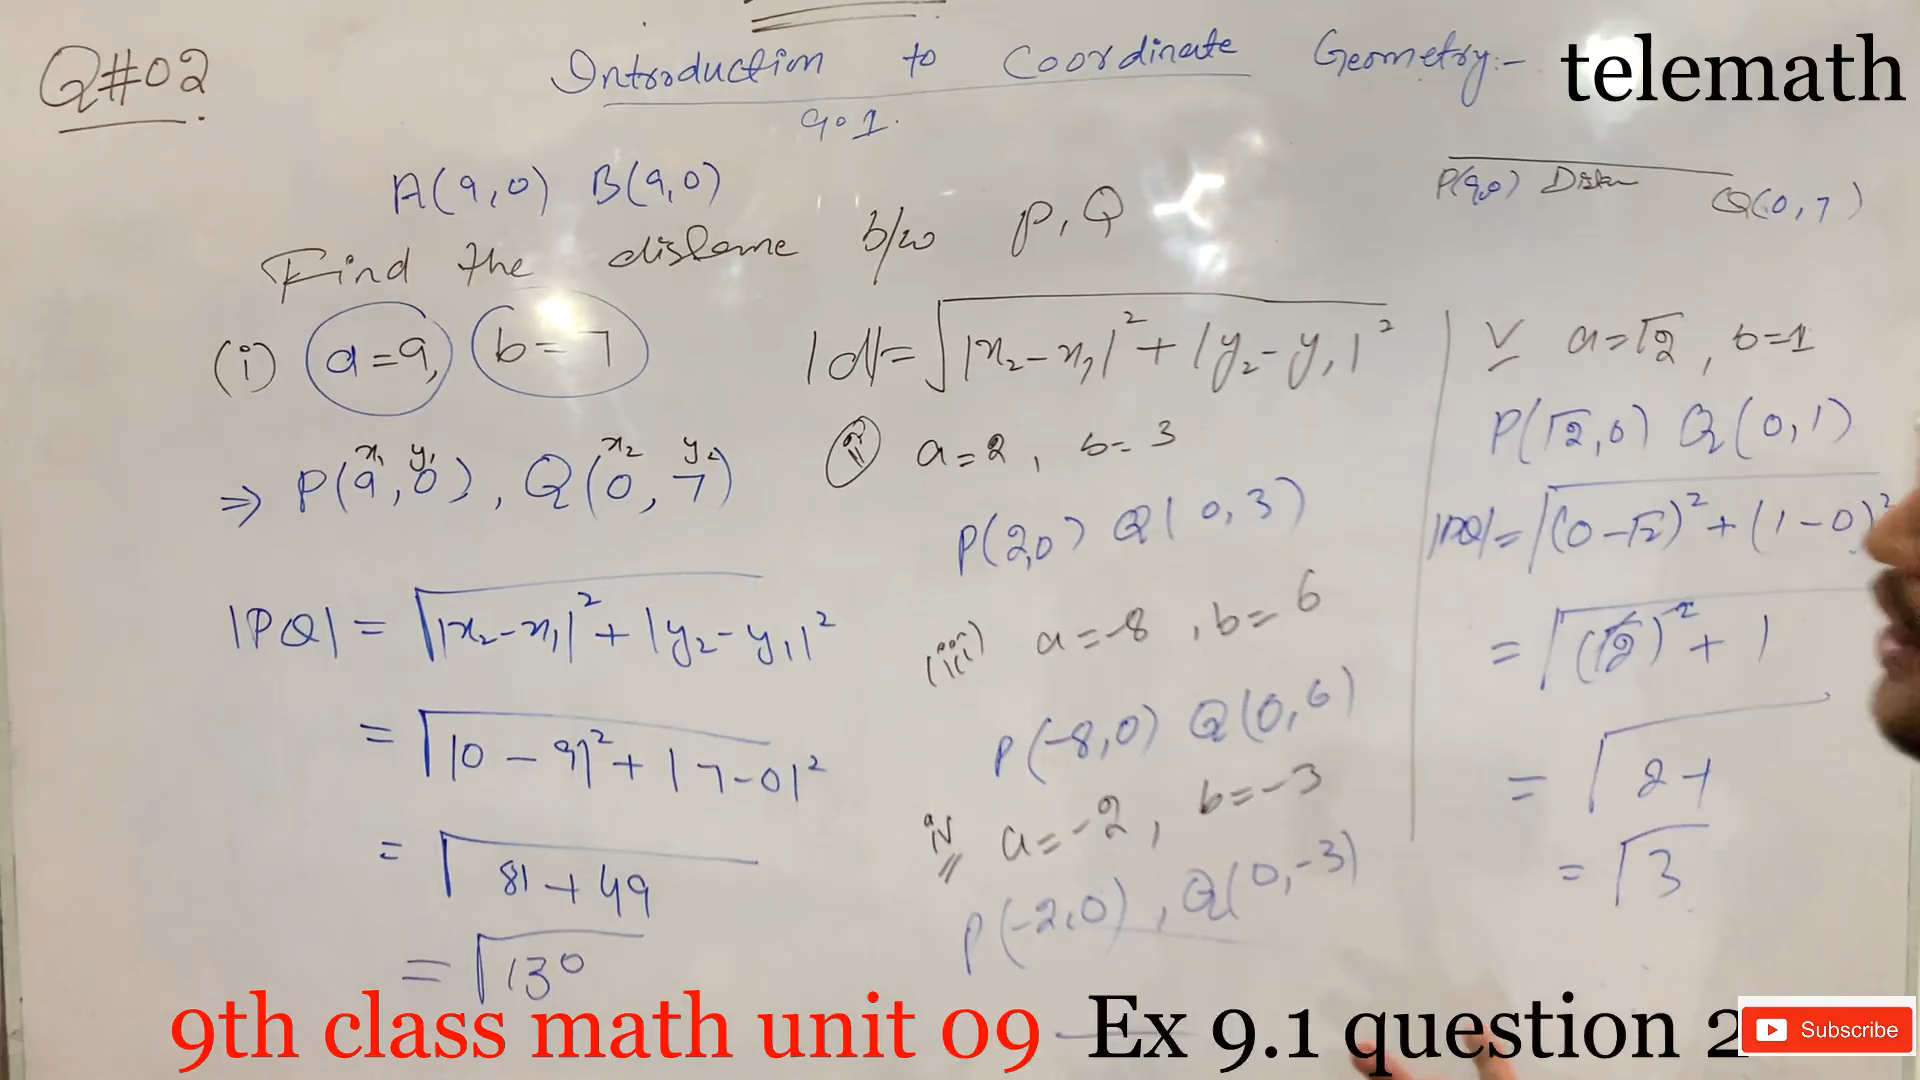 Q#02
Introduction to Coordinate Geometry:-
telemath
9.1.
A(9,0) B(9,0)
P(9,0) Q(0,7)
Find the b/w P,Q
(i) a=9, b=7
|d|=√|x₂-x₁|²+|y₂-y₁|²
⇒ P(9,0), Q(0,7)
x₁ y₁ x₂ y₂
|PQ| = √|x₂-x₁|²+|y₂-y₁|²
= √|0-9|²+|7-0|²
= √81+49
= √130
ii a=2, b=3
P(2,0) Q(0,3)
(iii) a=-8, b=6
P(-8,0) Q(0,6)
iv a=-2, b=-3
P(-2,0), Q(0,-3)
V a=√2, b=1
P(√2,0) Q(0,1)
|PQ|=√(0-√2)²+(1-0)²
= √(√2)²+1
= √2+1
= √3
9th class math unit 09 Ex 9.1 question 2
Subscribe